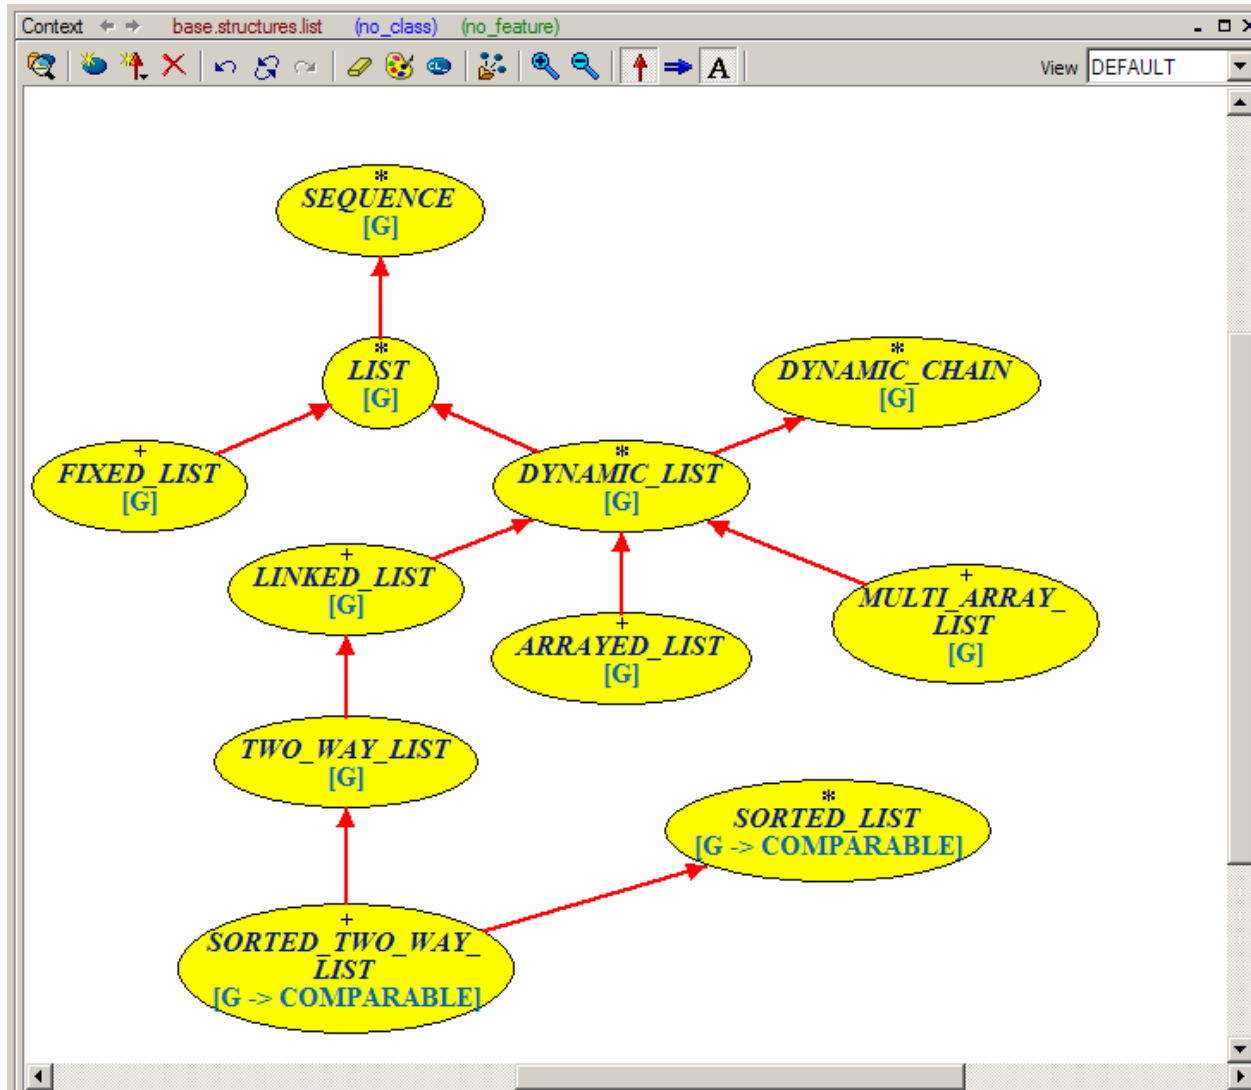 Context base.structures.list (no_class) (no_feature)
CL A View DEFAULT
*
SEQUENCE
[G]
*
LIST
[G]
*
DYNAMIC_CHAIN
[G]
+
FIXED_LIST
[G]
*
DYNAMIC_LIST
[G]
+
LINKED_LIST
[G]
+
ARRAYED_LIST
[G]
+
MULTI_ARRAY_
LIST
[G]
TWO_WAY_LIST
[G]
*
SORTED_LIST
[G -> COMPARABLE]
+
SORTED_TWO_WAY_
LIST
[G -> COMPARABLE]